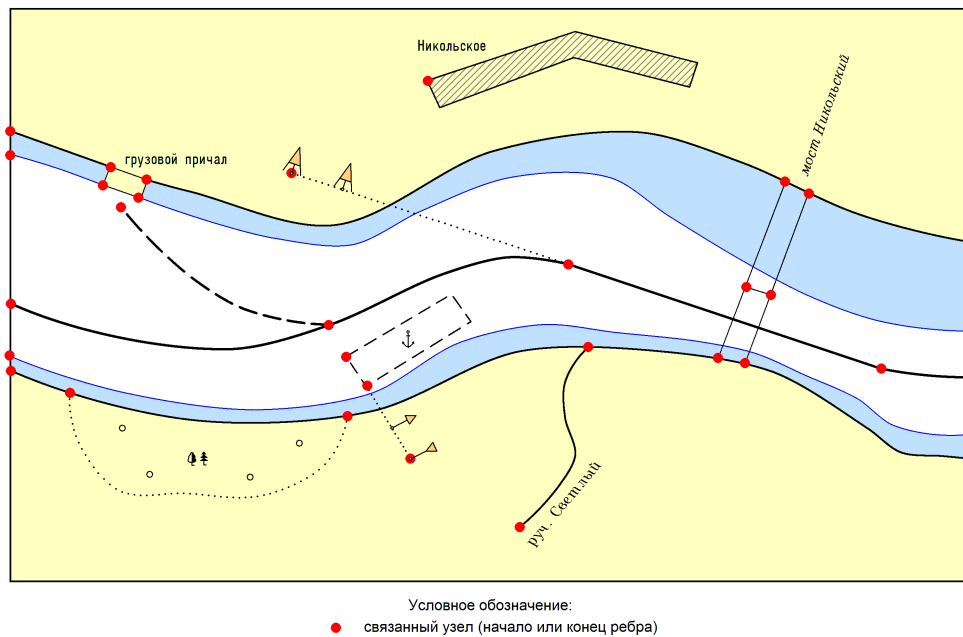 Никольское
мост Никольский
грузовой причал
руч. Светлый
Условное обозначение:
связанный узел (начало или конец ребра)